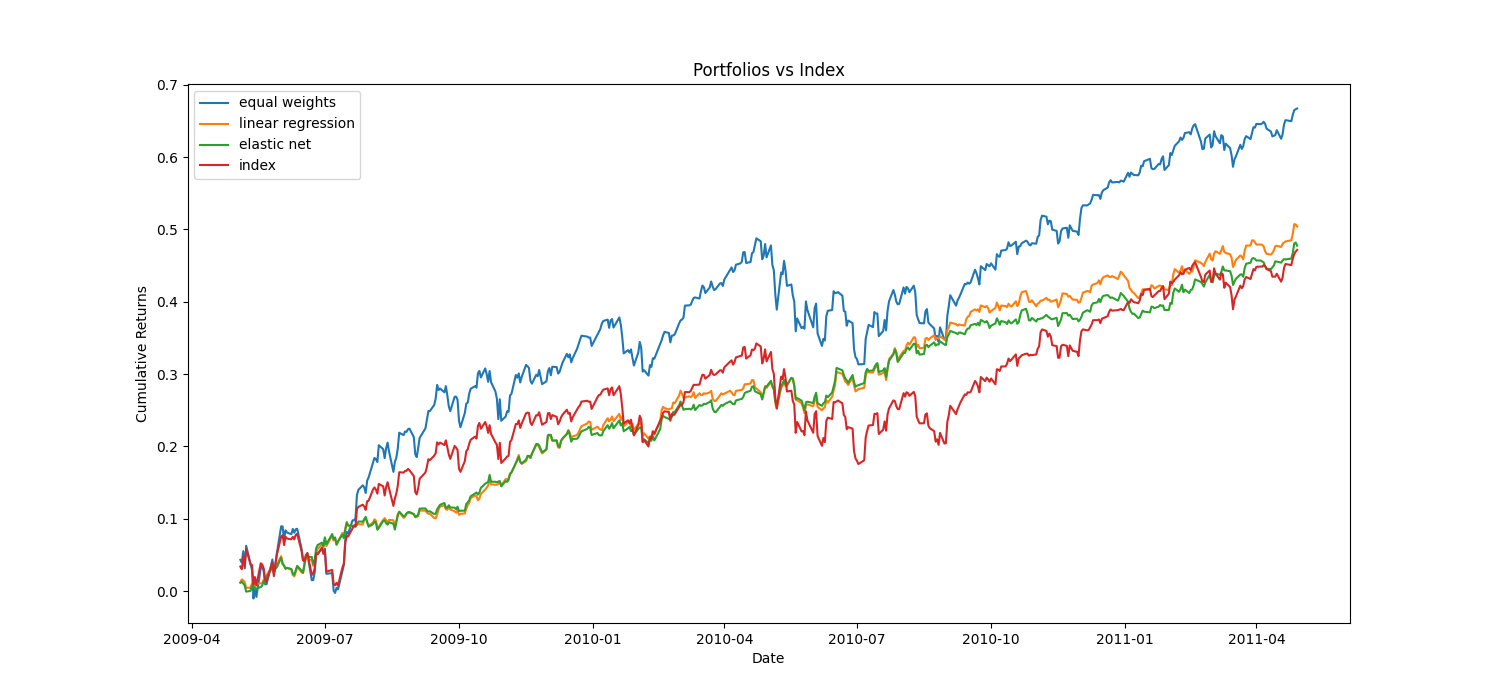 Portfolios vs Index
equal weights
linear regression
elastic net
index
Cumulative Returns
0.7
0.6
0.5
0.4
0.3
0.2
0.1
0.0
2009-04 2009-07 2009-10 2010-01 2010-04 2010-07 2010-10 2011-01 2011-04
Date